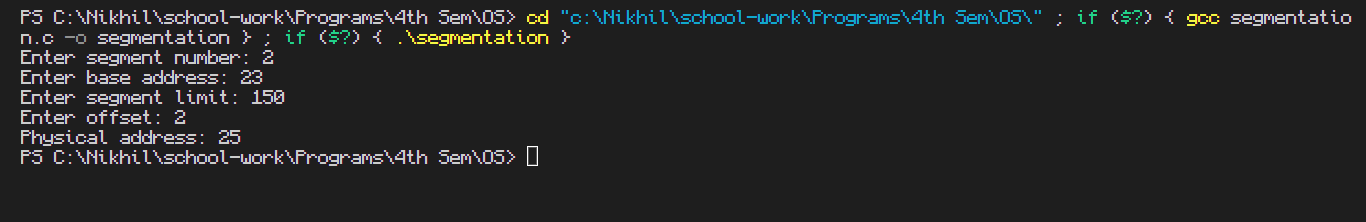 PS C:\Nikhil\school-work\Programs\4th Sem\OS> cd "c:\Nikhil\school-work\Programs\4th Sem\OS\" ; if ($?) { gcc segmentatio
n.c -o segmentation } ; if ($?) { .\segmentation }
Enter segment number: 2
Enter base address: 23
Enter segment limit: 150
Enter offset: 2
Physical address: 25
PS C:\Nikhil\school-work\Programs\4th Sem\OS>